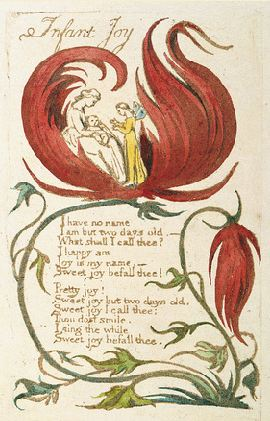 Infant Joy
I have no name
I am but two days old —
What shall I call thee?
I happy am
Joy is my name, —
Sweet joy befall thee!
Pretty joy!
Sweet joy but two days old,
Sweet joy I call thee:
Thou dost smile,
I sing the while
Sweet joy befall thee.